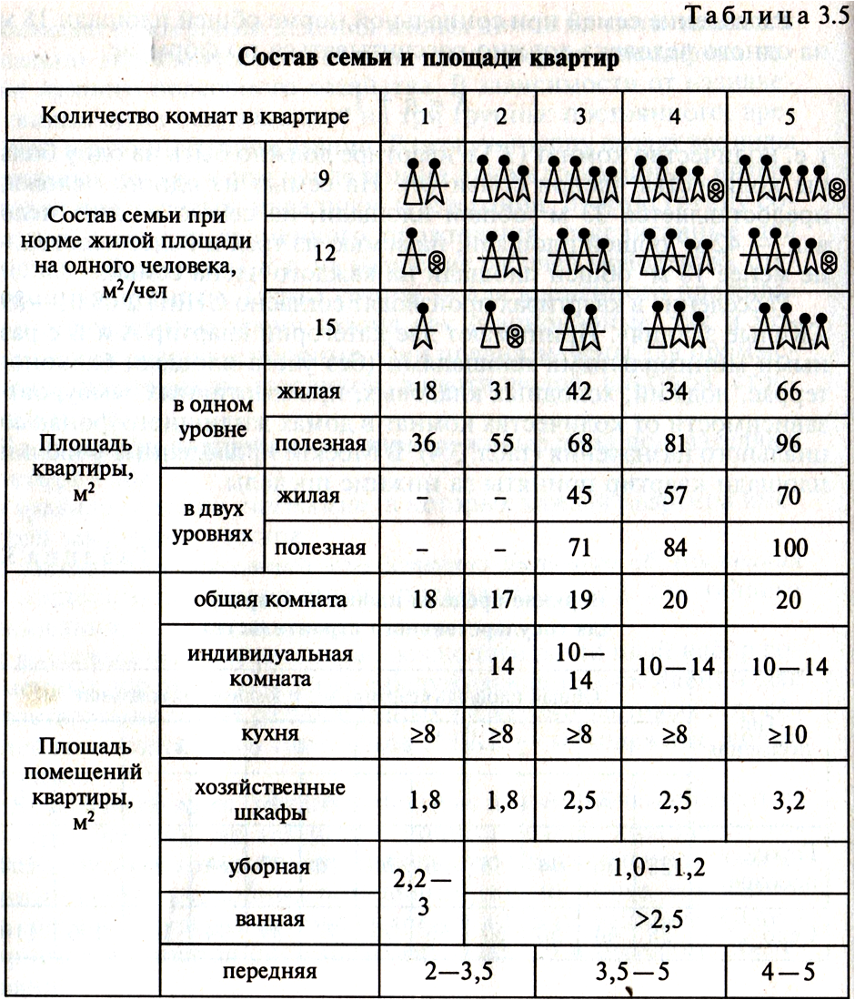 Таблица 3.5
Состав семьи и площади квартир
Количество комнат в квартире 1 2 3 4 5
Состав семьи при
норме жилой площади
на одного человека,
м²/чел
9
12
15
Площадь
квартиры,
м²
в одном
уровне
жилая 18 31 42 34 66
полезная 36 55 68 81 96
в двух
уровнях
жилая – – 45 57 70
полезная – – 71 84 100
Площадь
помещений
квартиры,
м²
общая комната 18 17 19 20 20
индивидуальная
комната
14 10—
14 10—14 10—14
кухня ≥8 ≥8 ≥8 ≥8 ≥10
хозяйственные
шкафы
1,8 1,8 2,5 2,5 3,2
уборная
2,2—
3
1,0—1,2
ванная >2,5
передняя 2—3,5 3,5—5 4—5